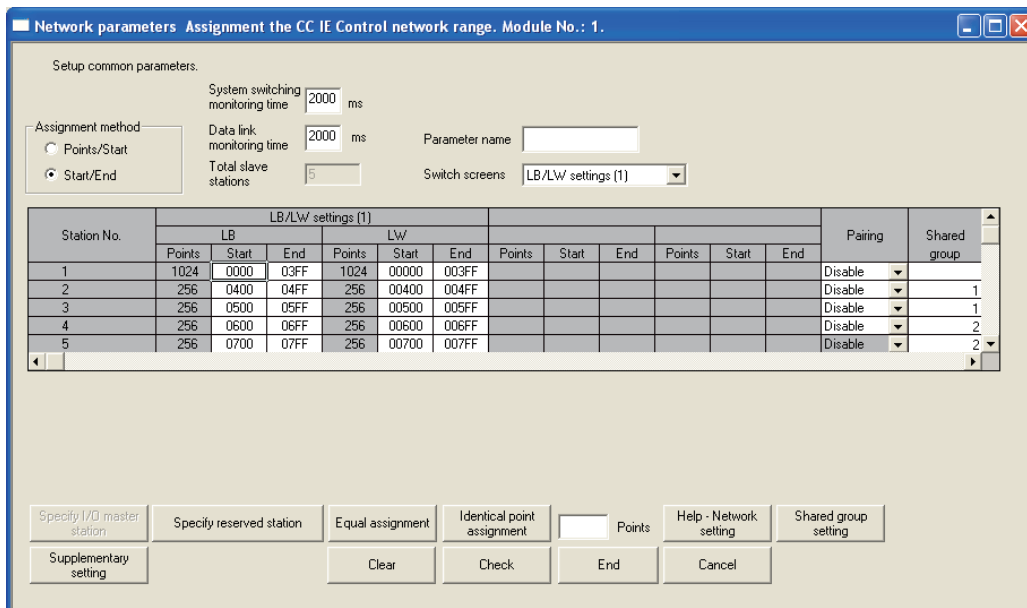 Network parameters Assignment the CC IE Control network range. Module No.: 1.
Setup common parameters.
System switching
monitoring time 2000 ms
Assignment method
Points/Start
Start/End
Data link
monitoring time 2000 ms
Parameter name
Total slave
stations 5
Switch screens LB/LW settings (1)
Station No. LB/LW settings (1) Pairing Shared group
LB LW
Points Start End Points Start End Points Start End Points Start End
1 1024 0000 03FF 1024 00000 003FF Disable
2 256 0400 04FF 256 00400 004FF Disable 1
3 256 0500 05FF 256 00500 005FF Disable 1
4 256 0600 06FF 256 00600 006FF Disable 2
5 256 0700 07FF 256 00700 007FF Disable 2
Specify I/O master
station
Specify reserved station
Equal assignment
Identical point
assignment
Points
Help - Network
setting
Shared group
setting
Supplementary
setting
Clear
Check
End
Cancel